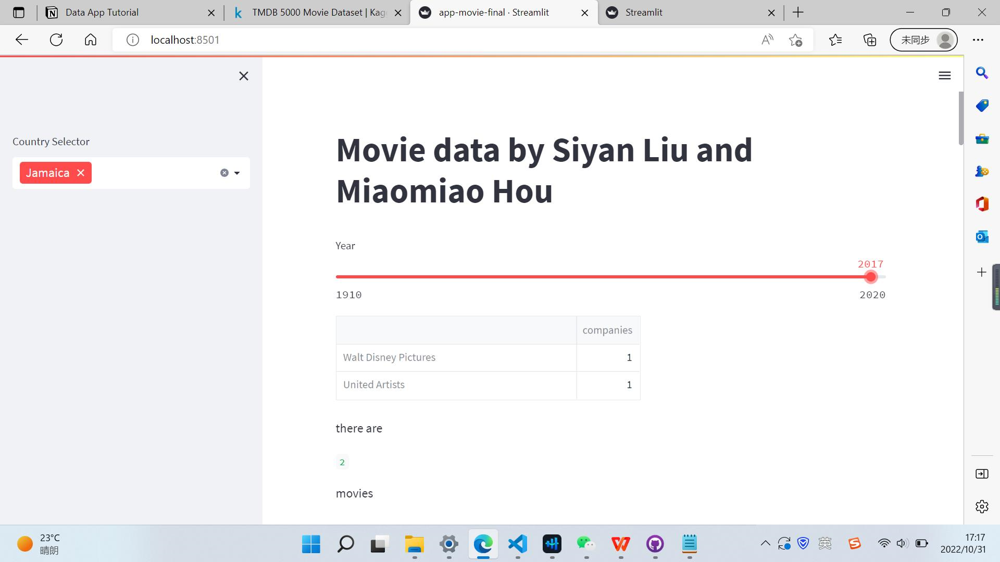 Data App Tutorial
TMDB 5000 Movie Dataset | Kag
app-movie-final · Streamlit
Streamlit
localhost:8501
未同步
Country Selector
Jamaica
Movie data by Siyan Liu and
Miaomiao Hou
Year
2017
1910
2020
companies
Walt Disney Pictures 1
United Artists 1
there are
2
movies
23°C
晴朗
英
17:17
2022/10/31